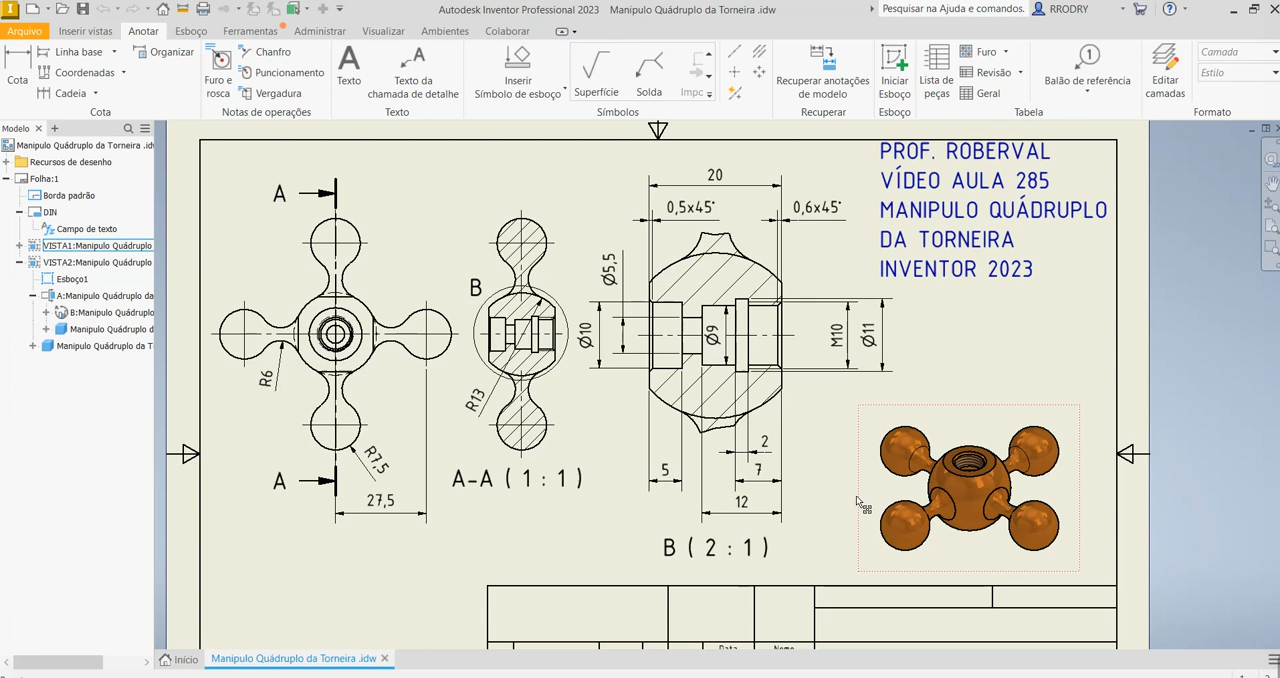 Autodesk Inventor Professional 2023 Manipulo Quádruplo da Torneira .idw
Pesquisar na Ajuda e comandos.
RRODRY
Arquivo Inserir vistas Anotar Esboço Ferramentas Administrar Visualizar Ambientes Colaborar
Cota
Linha base
Organizar
Coordenadas
Cadeia
Cota
Furo e rosca
Chanfro
Puncionamento
Vergadura
Notas de operações
Texto
Texto da chamada de detalhe
Texto
Inserir Símbolo de esboço
Superfície
Solda
Impc
Símbolos
Recuperar anotações de modelo
Recuperar
Iniciar Esboço
Esboço
Lista de peças
Furo
Revisão
Geral
Balão de referência
Tabela
Editar camadas
Camada
Estilo
Formato
Modelo
Manipulo Quádruplo da Torneira .idw
Recursos de desenho
Folha:1
Borda padrão
DIN
Campo de texto
VISTA1:Manipulo Quádruplo
VISTA2:Manipulo Quádruplo
Esboço1
A:Manipulo Quádruplo da
B:Manipulo Quádruplo
Manipulo Quádruplo d
Manipulo Quádruplo da T
PROF. ROBERVAL
VÍDEO AULA 285
MANIPULO QUÁDRUPLO
DA TORNEIRA
INVENTOR 2023
A
A
R6
R7,5
27,5
B
R13
A-A ( 1 : 1 )
20
0,5x45°
0,6x45°
Ø5,5
Ø10
Ø9
M10
Ø11
2
5
7
12
B ( 2 : 1 )
Data Nome
Início
Manipulo Quádruplo da Torneira .idw